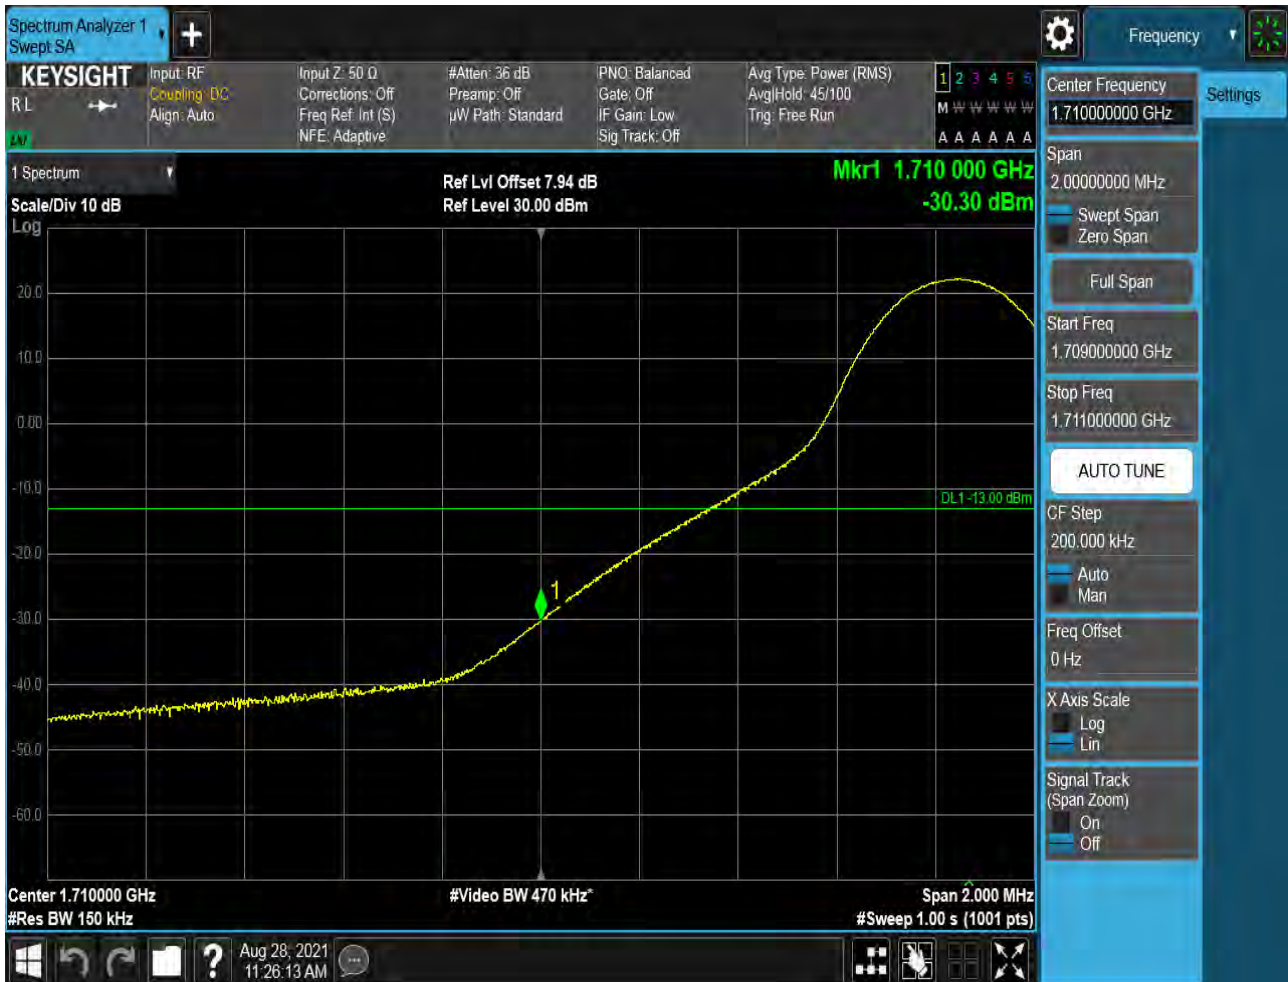 Spectrum Analyzer 1
Swept SA
Frequency
KEYSIGHT
R L
Input: RF
Coupling: DC
Align: Auto
Input Z: 50 Ω
Corrections: Off
Freq Ref: Int (S)
NFE: Adaptive
#Atten: 36 dB
Preamp: Off
µW Path: Standard
PNO: Balanced
Gate: Off
IF Gain: Low
Sig Track: Off
Avg Type: Power (RMS)
Avg|Hold: 45/100
Trig: Free Run
1 2 3 4 5 6
M W W W W W
A A A A A A
1 Spectrum
Scale/Div 10 dB
Log
Ref Lvl Offset 7.94 dB
Ref Level 30.00 dBm
Mkr1 1.710 000 GHz
-30.30 dBm
20.0
10.0
0.00
-10.0
-20.0
-30.0
-40.0
-50.0
-60.0
DL1 -13.00 dBm
1
Center 1.710000 GHz
#Res BW 150 kHz
#Video BW 470 kHz*
Span 2.000 MHz
#Sweep 1.00 s (1001 pts)
Center Frequency
1.710000000 GHz
Settings
Span
2.00000000 MHz
Swept Span
Zero Span
Full Span
Start Freq
1.709000000 GHz
Stop Freq
1.711000000 GHz
AUTO TUNE
CF Step
200.000 kHz
Auto
Man
Freq Offset
0 Hz
X Axis Scale
Log
Lin
Signal Track
(Span Zoom)
On
Off
?
Aug 28, 2021
11:26:13 AM